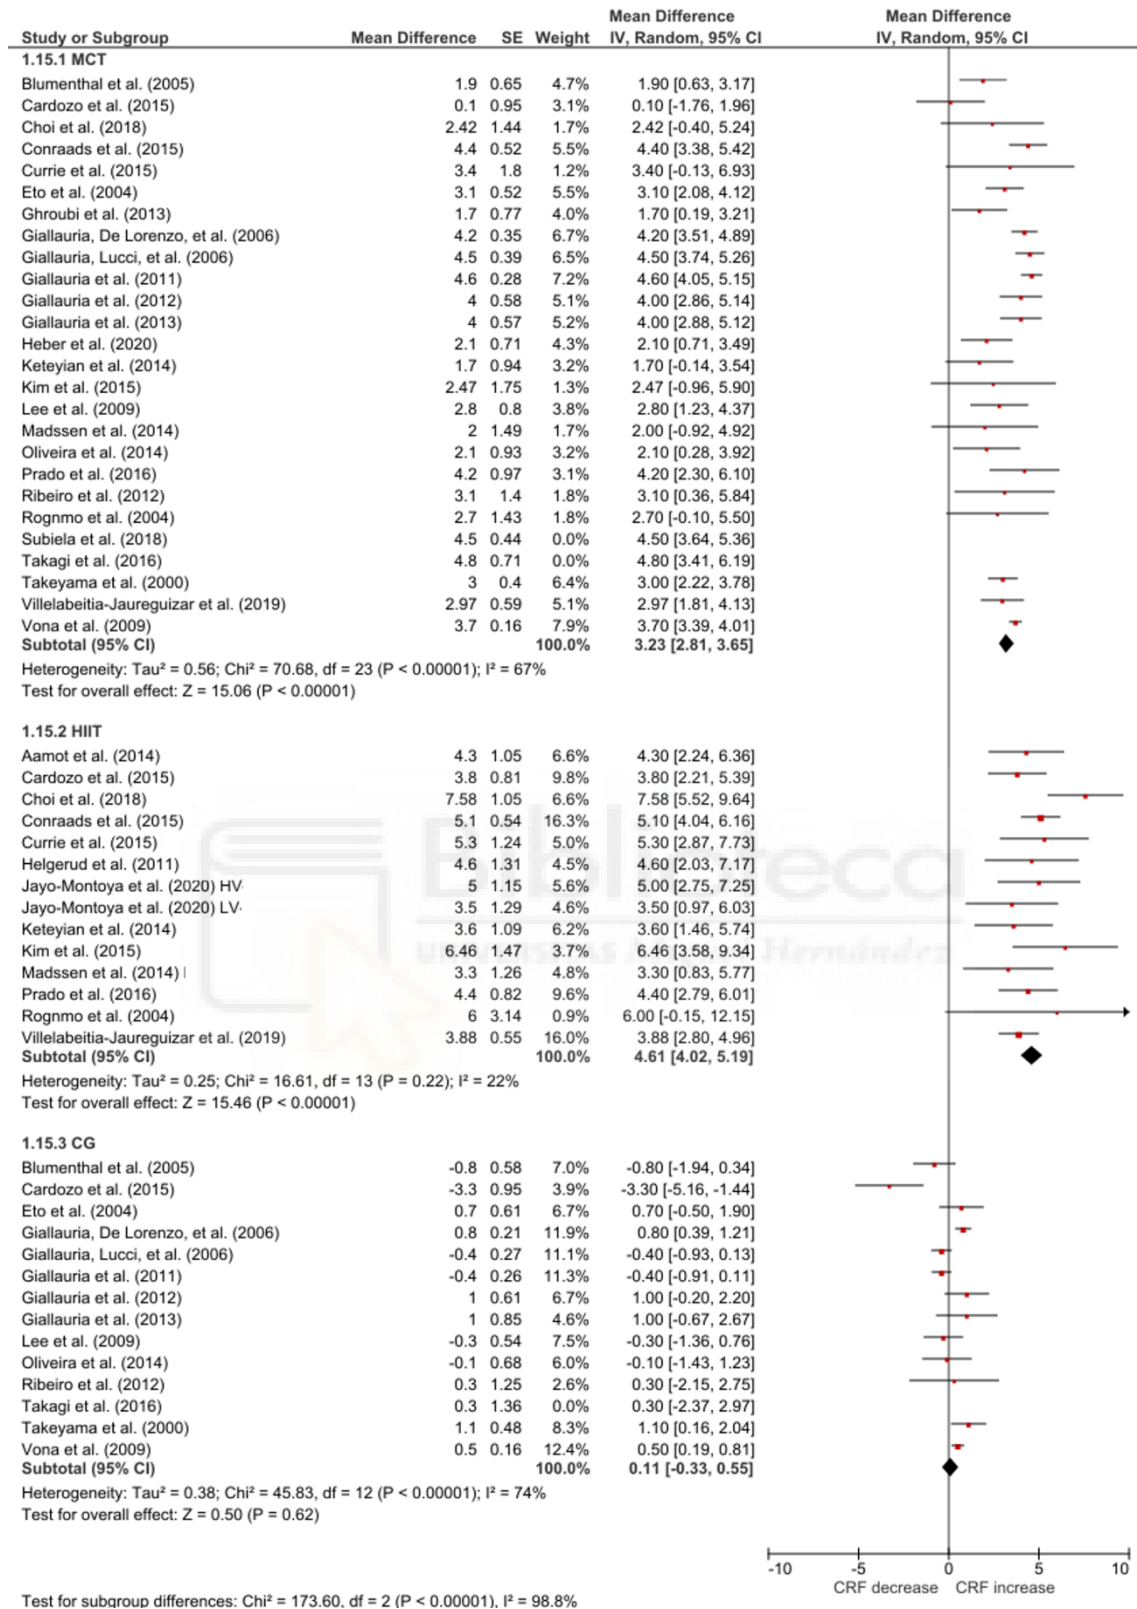 Mean Difference Mean Difference
Study or Subgroup Mean Difference SE Weight IV, Random, 95% CI IV, Random, 95% CI
1.15.1 MCT
Blumenthal et al. (2005) 1.9 0.65 4.7% 1.90 [0.63, 3.17]
Cardozo et al. (2015) 0.1 0.95 3.1% 0.10 [-1.76, 1.96]
Choi et al. (2018) 2.42 1.44 1.7% 2.42 [-0.40, 5.24]
Conraads et al. (2015) 4.4 0.52 5.5% 4.40 [3.38, 5.42]
Currie et al. (2015) 3.4 1.8 1.2% 3.40 [-0.13, 6.93]
Eto et al. (2004) 3.1 0.52 5.5% 3.10 [2.08, 4.12]
Ghroubi et al. (2013) 1.7 0.77 4.0% 1.70 [0.19, 3.21]
Giallauria, De Lorenzo, et al. (2006) 4.2 0.35 6.7% 4.20 [3.51, 4.89]
Giallauria, Lucci, et al. (2006) 4.5 0.39 6.5% 4.50 [3.74, 5.26]
Giallauria et al. (2011) 4.6 0.28 7.2% 4.60 [4.05, 5.15]
Giallauria et al. (2012) 4 0.58 5.1% 4.00 [2.86, 5.14]
Giallauria et al. (2013) 4 0.57 5.2% 4.00 [2.88, 5.12]
Heber et al. (2020) 2.1 0.71 4.3% 2.10 [0.71, 3.49]
Keteyian et al. (2014) 1.7 0.94 3.2% 1.70 [-0.14, 3.54]
Kim et al. (2015) 2.47 1.75 1.3% 2.47 [-0.96, 5.90]
Lee et al. (2009) 2.8 0.8 3.8% 2.80 [1.23, 4.37]
Madssen et al. (2014) 2 1.49 1.7% 2.00 [-0.92, 4.92]
Oliveira et al. (2014) 2.1 0.93 3.2% 2.10 [0.28, 3.92]
Prado et al. (2016) 4.2 0.97 3.1% 4.20 [2.30, 6.10]
Ribeiro et al. (2012) 3.1 1.4 1.8% 3.10 [0.36, 5.84]
Rognmo et al. (2004) 2.7 1.43 1.8% 2.70 [-0.10, 5.50]
Subiela et al. (2018) 4.5 0.44 0.0% 4.50 [3.64, 5.36]
Takagi et al. (2016) 4.8 0.71 0.0% 4.80 [3.41, 6.19]
Takeyama et al. (2000) 3 0.4 6.4% 3.00 [2.22, 3.78]
Villelabeitia-Jaureguizar et al. (2019) 2.97 0.59 5.1% 2.97 [1.81, 4.13]
Vona et al. (2009) 3.7 0.16 7.9% 3.70 [3.39, 4.01]
Subtotal (95% CI) 100.0% 3.23 [2.81, 3.65]
Heterogeneity: Tau² = 0.56; Chi² = 70.68, df = 23 (P < 0.00001); I² = 67%
Test for overall effect: Z = 15.06 (P < 0.00001)
1.15.2 HIIT
Aamot et al. (2014) 4.3 1.05 6.6% 4.30 [2.24, 6.36]
Cardozo et al. (2015) 3.8 0.81 9.8% 3.80 [2.21, 5.39]
Choi et al. (2018) 7.58 1.05 6.6% 7.58 [5.52, 9.64]
Conraads et al. (2015) 5.1 0.54 16.3% 5.10 [4.04, 6.16]
Currie et al. (2015) 5.3 1.24 5.0% 5.30 [2.87, 7.73]
Helgerud et al. (2011) 4.6 1.31 4.5% 4.60 [2.03, 7.17]
Jayo-Montoya et al. (2020) HV 5 1.15 5.6% 5.00 [2.75, 7.25]
Jayo-Montoya et al. (2020) LV 3.5 1.29 4.6% 3.50 [0.97, 6.03]
Keteyian et al. (2014) 3.6 1.09 6.2% 3.60 [1.46, 5.74]
Kim et al. (2015) 6.46 1.47 3.7% 6.46 [3.58, 9.34]
Madssen et al. (2014) 3.3 1.26 4.8% 3.30 [0.83, 5.77]
Prado et al. (2016) 4.4 0.82 9.6% 4.40 [2.79, 6.01]
Rognmo et al. (2004) 6 3.14 0.9% 6.00 [-0.15, 12.15]
Villelabeitia-Jaureguizar et al. (2019) 3.88 0.55 16.0% 3.88 [2.80, 4.96]
Subtotal (95% CI) 100.0% 4.61 [4.02, 5.19]
Heterogeneity: Tau² = 0.25; Chi² = 16.61, df = 13 (P = 0.22); I² = 22%
Test for overall effect: Z = 15.46 (P < 0.00001)
Biblioteca
UNIVERSITAS Miguel Hernández
1.15.3 CG
Blumenthal et al. (2005) -0.8 0.58 7.0% -0.80 [-1.94, 0.34]
Cardozo et al. (2015) -3.3 0.95 3.9% -3.30 [-5.16, -1.44]
Eto et al. (2004) 0.7 0.61 6.7% 0.70 [-0.50, 1.90]
Giallauria, De Lorenzo, et al. (2006) 0.8 0.21 11.9% 0.80 [0.39, 1.21]
Giallauria, Lucci, et al. (2006) -0.4 0.27 11.1% -0.40 [-0.93, 0.13]
Giallauria et al. (2011) -0.4 0.26 11.3% -0.40 [-0.91, 0.11]
Giallauria et al. (2012) 1 0.61 6.7% 1.00 [-0.20, 2.20]
Giallauria et al. (2013) 1 0.85 4.6% 1.00 [-0.67, 2.67]
Lee et al. (2009) -0.3 0.54 7.5% -0.30 [-1.36, 0.76]
Oliveira et al. (2014) -0.1 0.68 6.0% -0.10 [-1.43, 1.23]
Ribeiro et al. (2012) 0.3 1.25 2.6% 0.30 [-2.15, 2.75]
Takagi et al. (2016) 0.3 1.36 0.0% 0.30 [-2.37, 2.97]
Takeyama et al. (2000) 1.1 0.48 8.3% 1.10 [0.16, 2.04]
Vona et al. (2009) 0.5 0.16 12.4% 0.50 [0.19, 0.81]
Subtotal (95% CI) 100.0% 0.11 [-0.33, 0.55]
Heterogeneity: Tau² = 0.38; Chi² = 45.83, df = 12 (P < 0.00001); I² = 74%
Test for overall effect: Z = 0.50 (P = 0.62)
-10 -5 0 5 10
CRF decrease CRF increase
Test for subgroup differences: Chi² = 173.60, df = 2 (P < 0.00001), I² = 98.8%